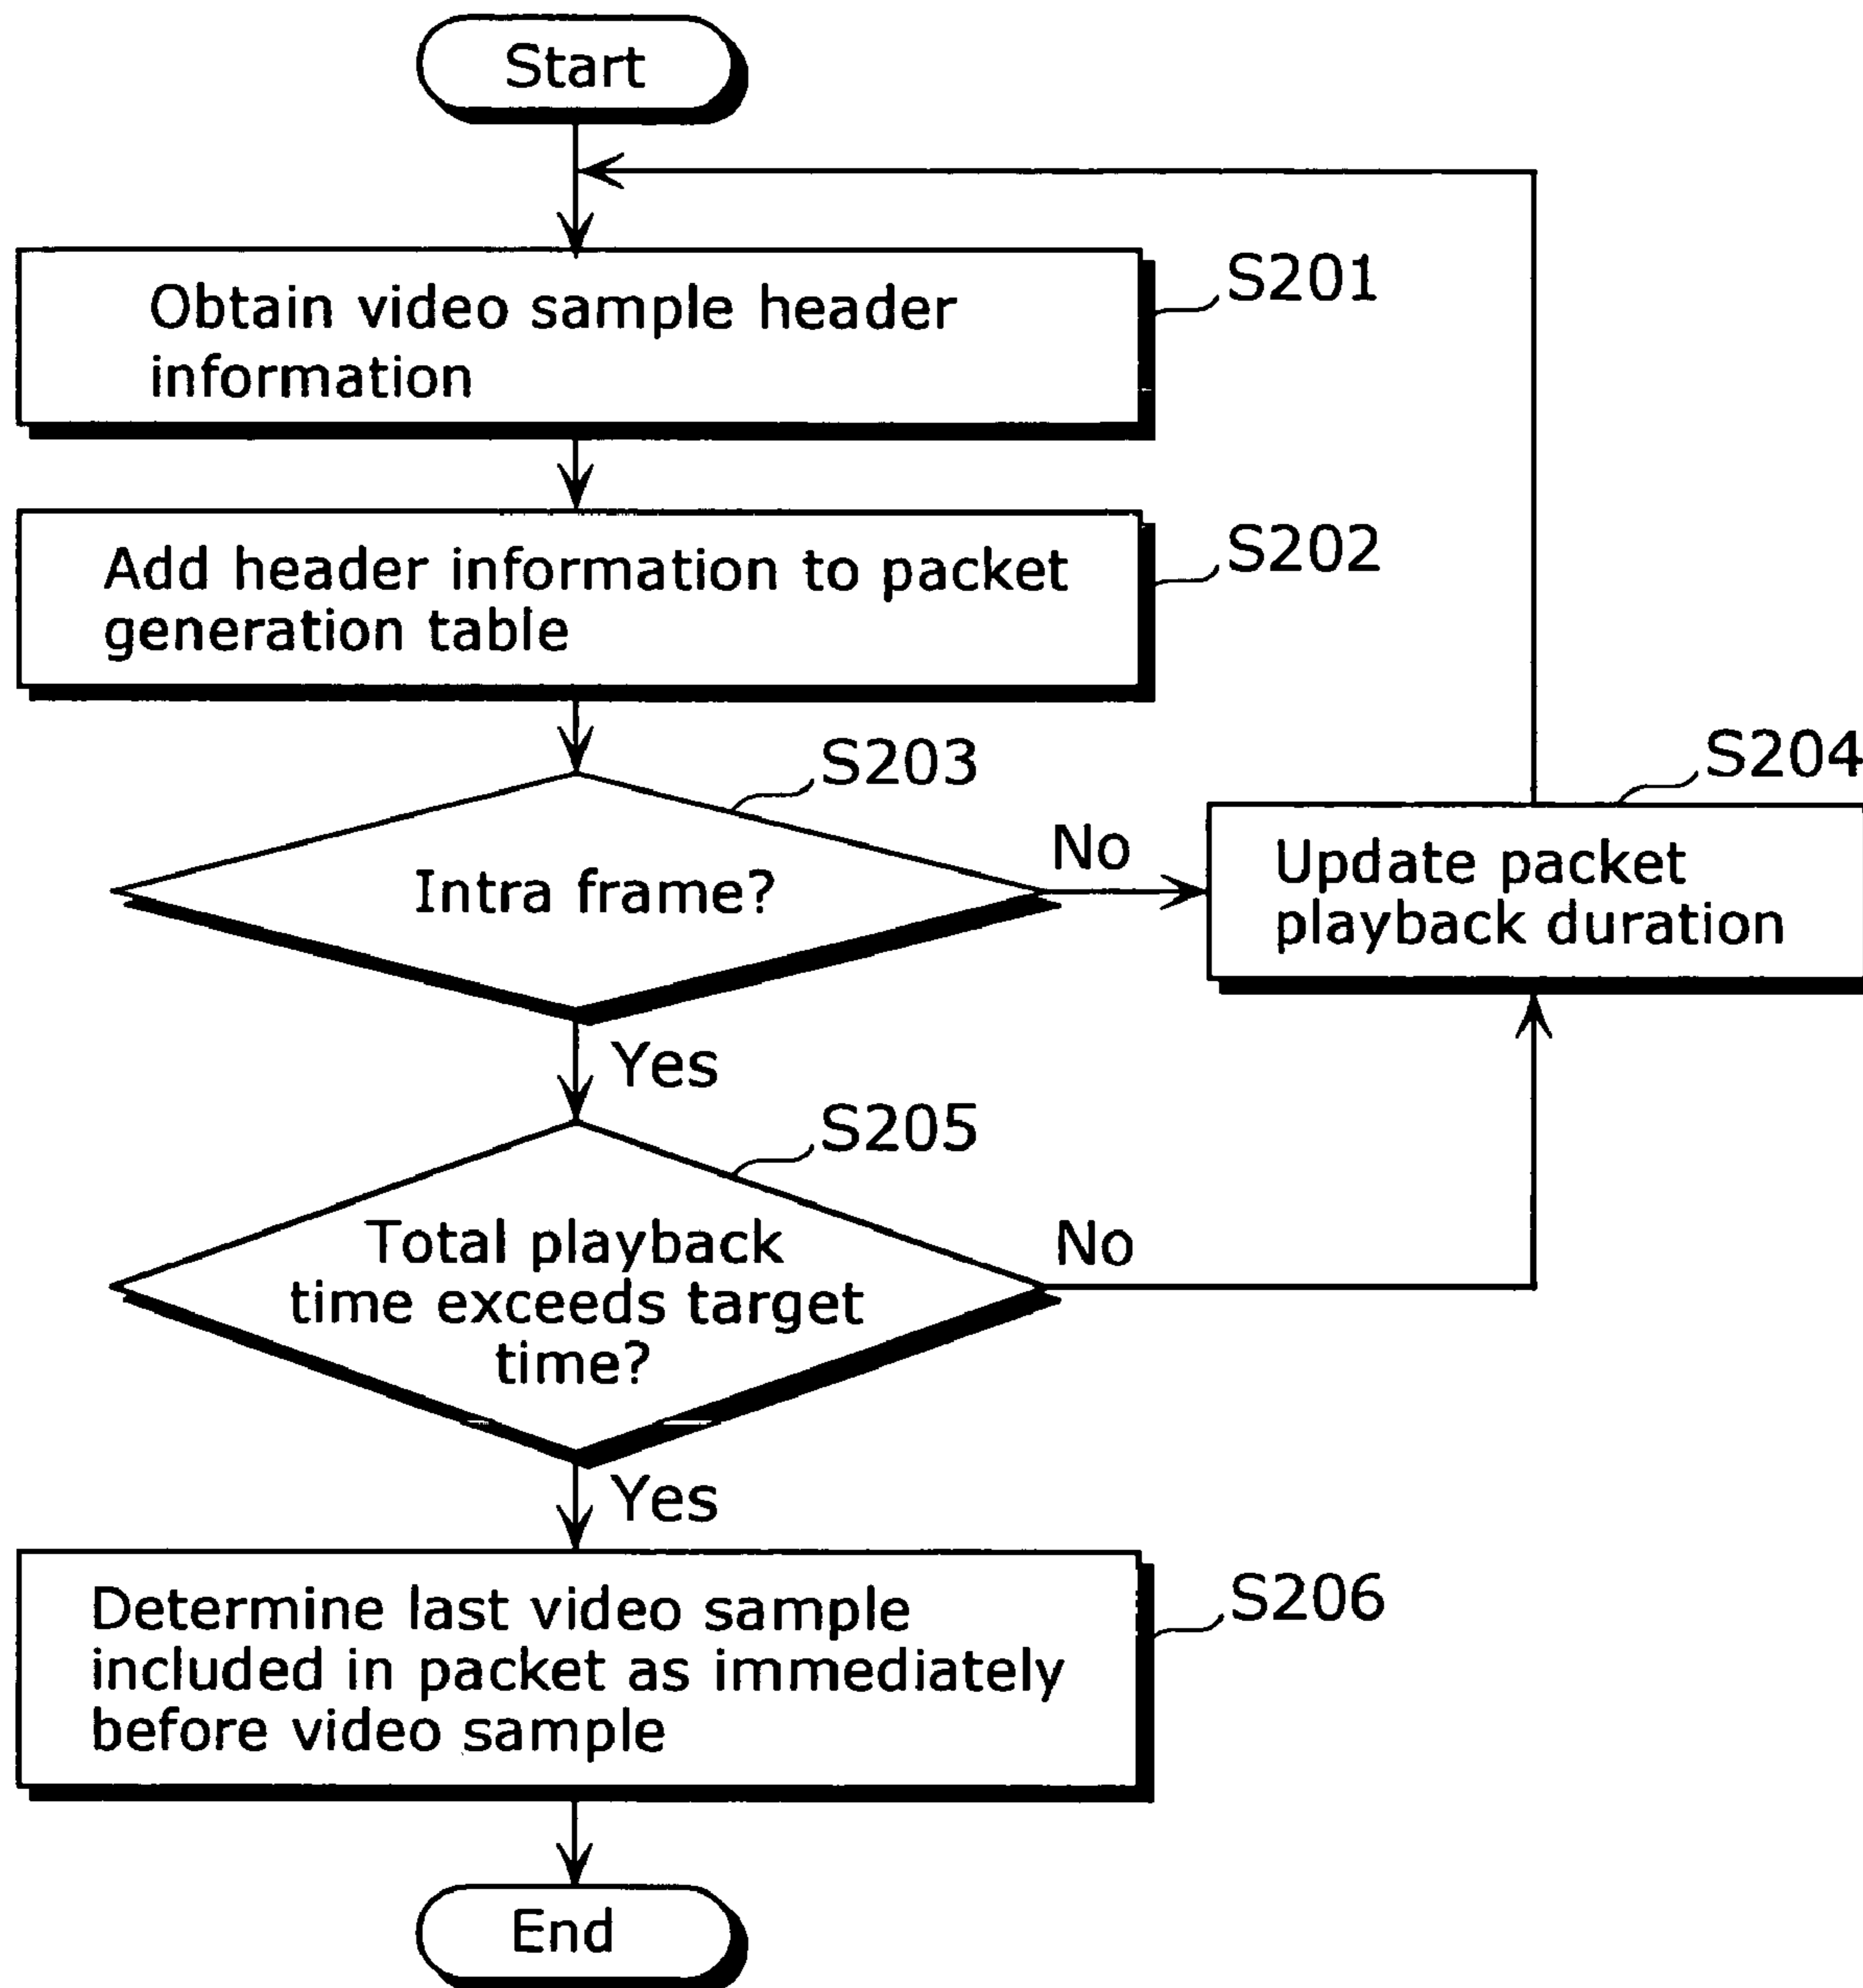 Start
Obtain video sample header
information
S201
Add header information to packet
generation table
S202
S203
Intra frame?
No
S204
Update packet
playback duration
Yes
S205
Total playback
time exceeds target
time?
No
Yes
Determine last video sample
included in packet as immediately
before video sample
S206
End